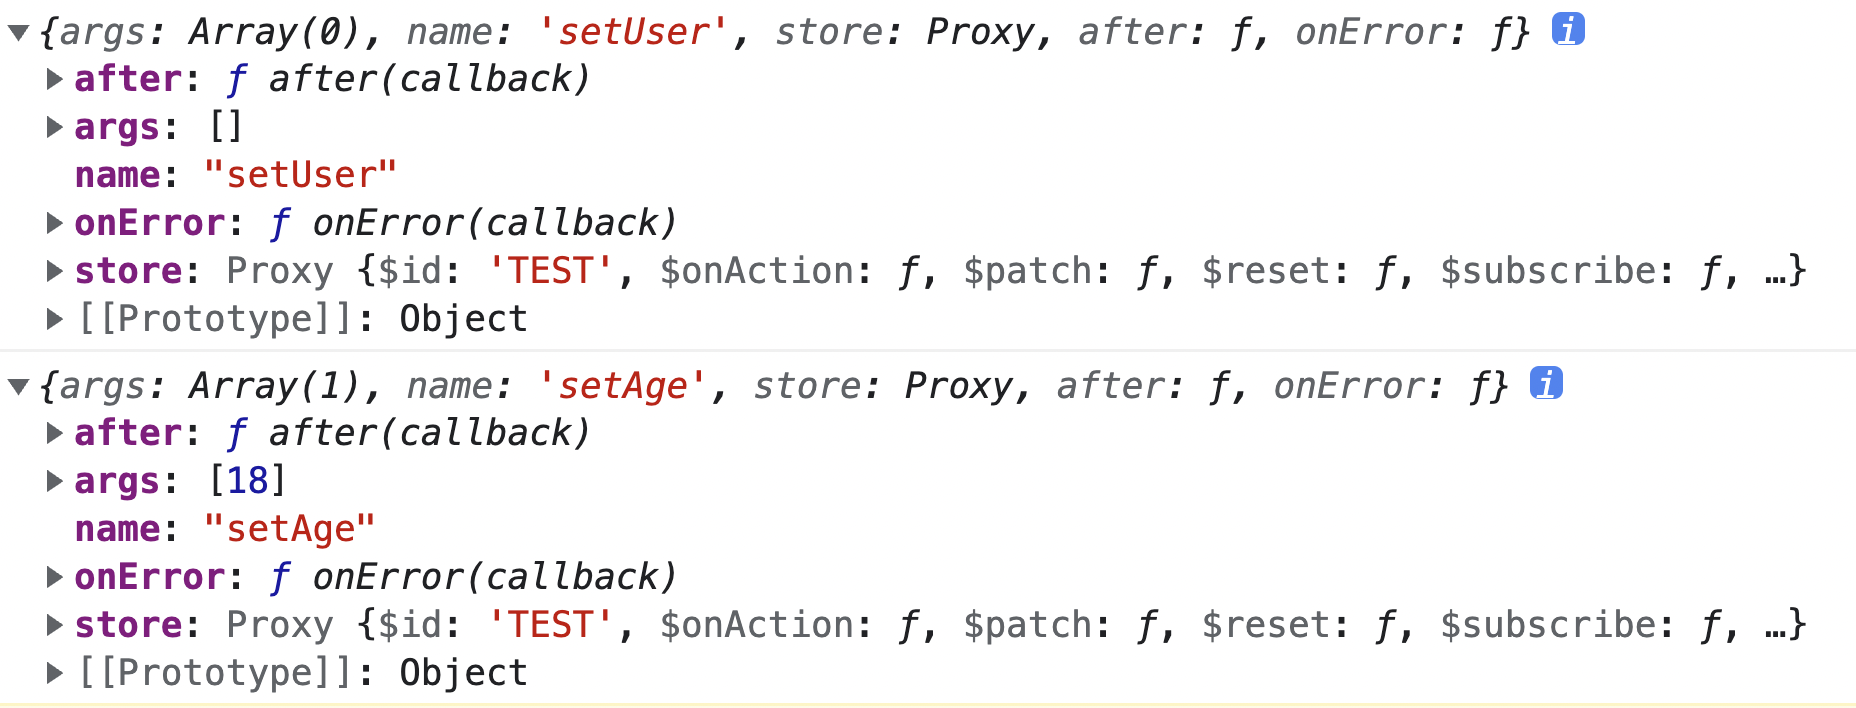 ▼{args: Array(0), name: 'setUser', store: Proxy, after: ƒ, onError: ƒ} i
▶after: ƒ after(callback)
▶args: []
name: "setUser"
▶onError: ƒ onError(callback)
▶store: Proxy {$id: 'TEST', $onAction: ƒ, $patch: ƒ, $reset: ƒ, $subscribe: ƒ, …}
▶[[Prototype]]: Object
▼{args: Array(1), name: 'setAge', store: Proxy, after: ƒ, onError: ƒ} i
▶after: ƒ after(callback)
▶args: [18]
name: "setAge"
▶onError: ƒ onError(callback)
▶store: Proxy {$id: 'TEST', $onAction: ƒ, $patch: ƒ, $reset: ƒ, $subscribe: ƒ, …}
▶[[Prototype]]: Object